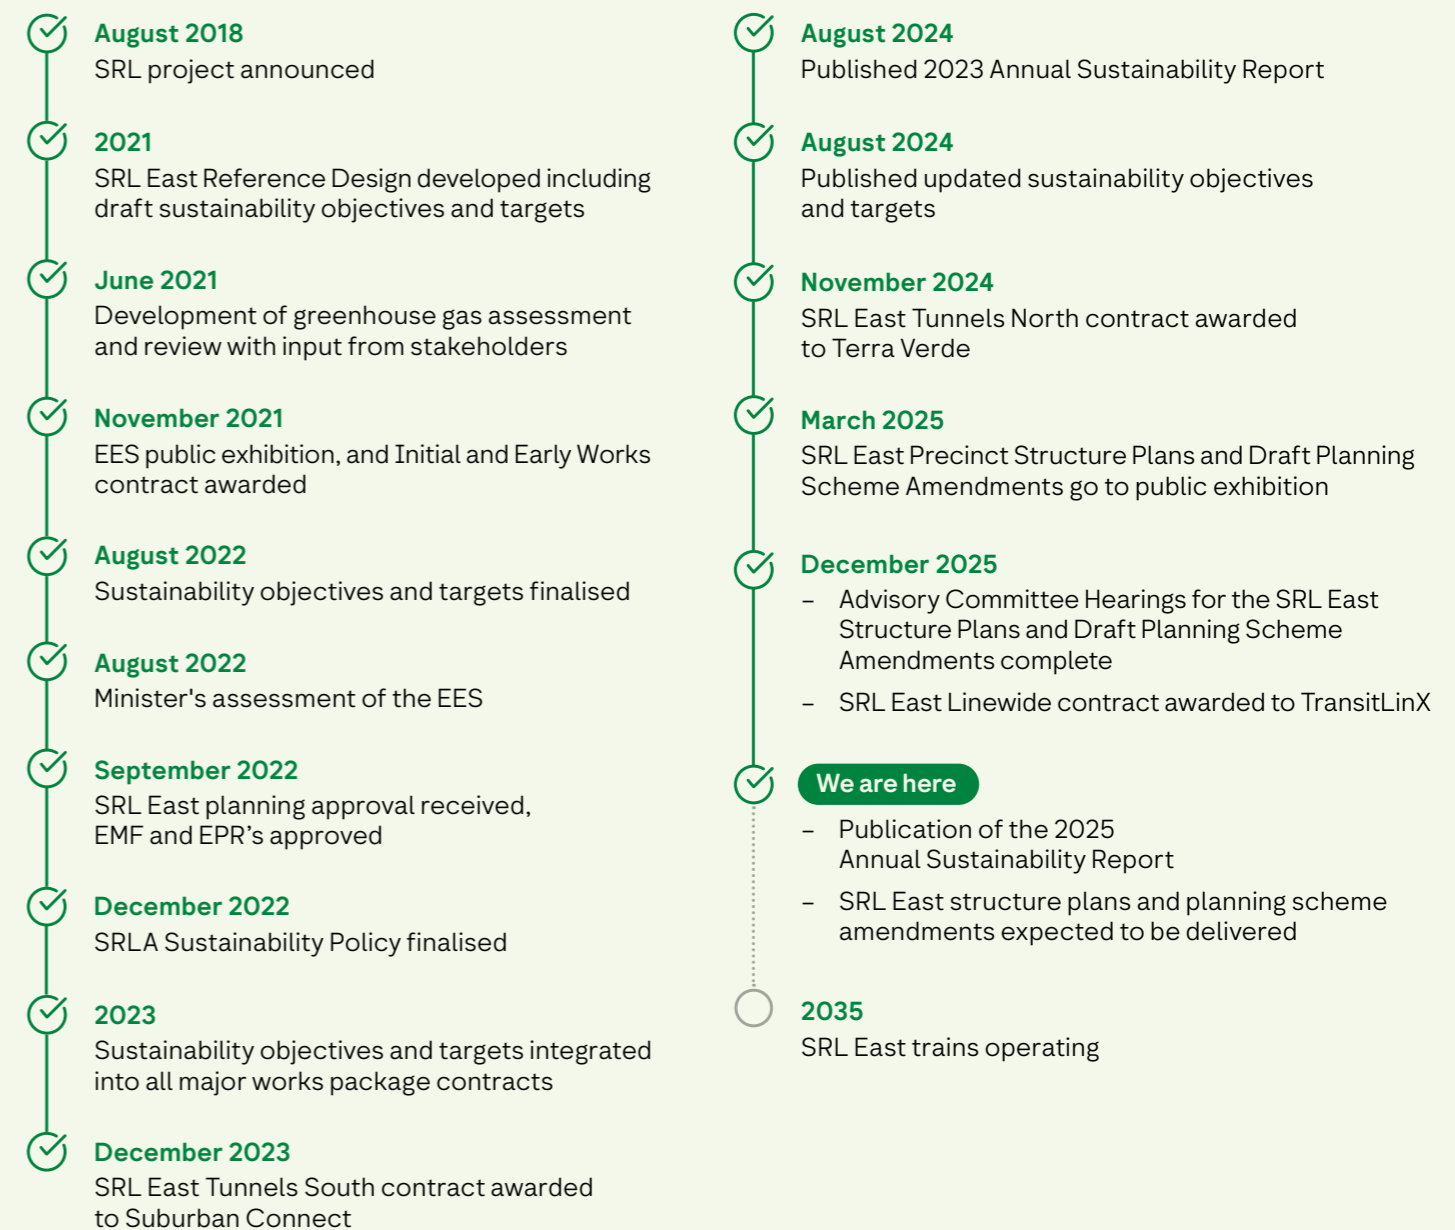 August 2018
SRL project announced
2021
SRL East Reference Design developed including
draft sustainability objectives and targets
June 2021
Development of greenhouse gas assessment
and review with input from stakeholders
November 2021
EES public exhibition, and Initial and Early Works
contract awarded
August 2022
Sustainability objectives and targets finalised
August 2022
Minister's assessment of the EES
September 2022
SRL East planning approval received,
EMF and EPR’s approved
December 2022
SRLA Sustainability Policy finalised
2023
Sustainability objectives and targets integrated
into all major works package contracts
December 2023
SRL East Tunnels South contract awarded
to Suburban Connect
August 2024
Published 2023 Annual Sustainability Report
August 2024
Published updated sustainability objectives
and targets
November 2024
SRL East Tunnels North contract awarded
to Terra Verde
March 2025
SRL East Precinct Structure Plans and Draft Planning
Scheme Amendments go to public exhibition
December 2025
– Advisory Committee Hearings for the SRL East
Structure Plans and Draft Planning Scheme
Amendments complete
– SRL East Linewide contract awarded to TransitLinX
We are here
– Publication of the 2025
Annual Sustainability Report
– SRL East structure plans and planning scheme
amendments expected to be delivered
2035
SRL East trains operating